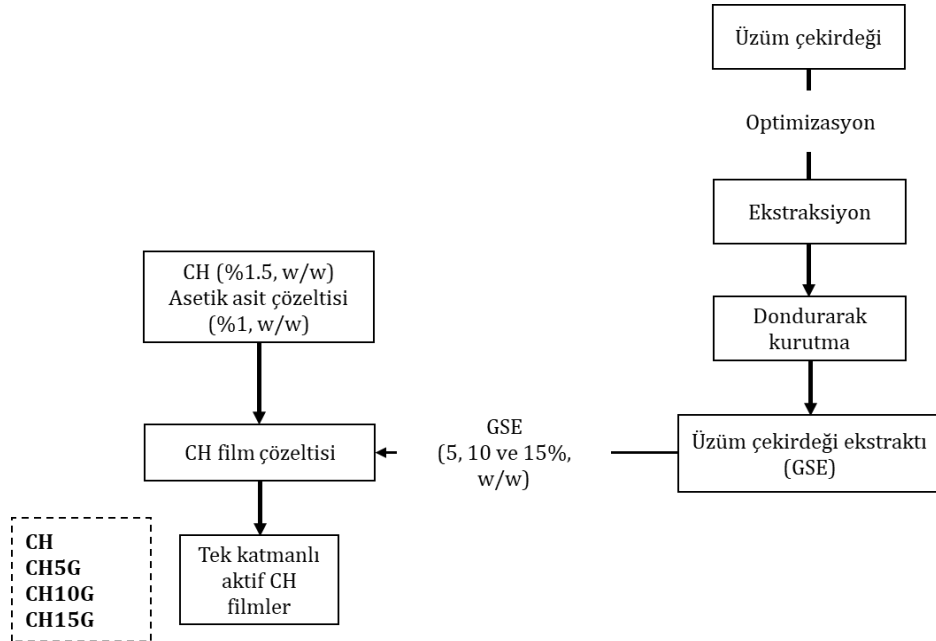 Üzüm çekirdeği
Optimizasyon
Ekstraksiyon
Dondurarak
kurutma
Üzüm çekirdeği ekstraktı
(GSE)
GSE
(5, 10 ve 15%,
w/w)
CH (%1.5, w/w)
Asetik asit çözeltisi
(%1, w/w)
CH film çözeltisi
Tek katmanlı
aktif CH
filmler
CH
CH5G
CH10G
CH15G